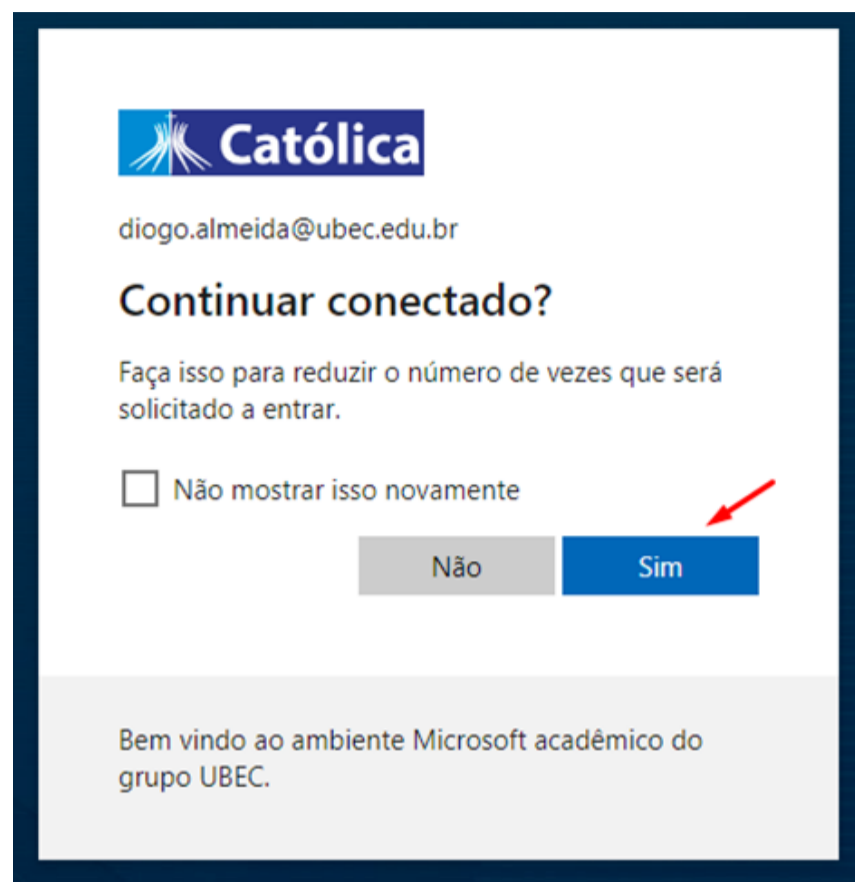 Católica
diogo.almeida@ubec.edu.br
Continuar conectado?
Faça isso para reduzir o número de vezes que será
solicitado a entrar.
Não mostrar isso novamente
Não Sim
Bem vindo ao ambiente Microsoft acadêmico do
grupo UBEC.